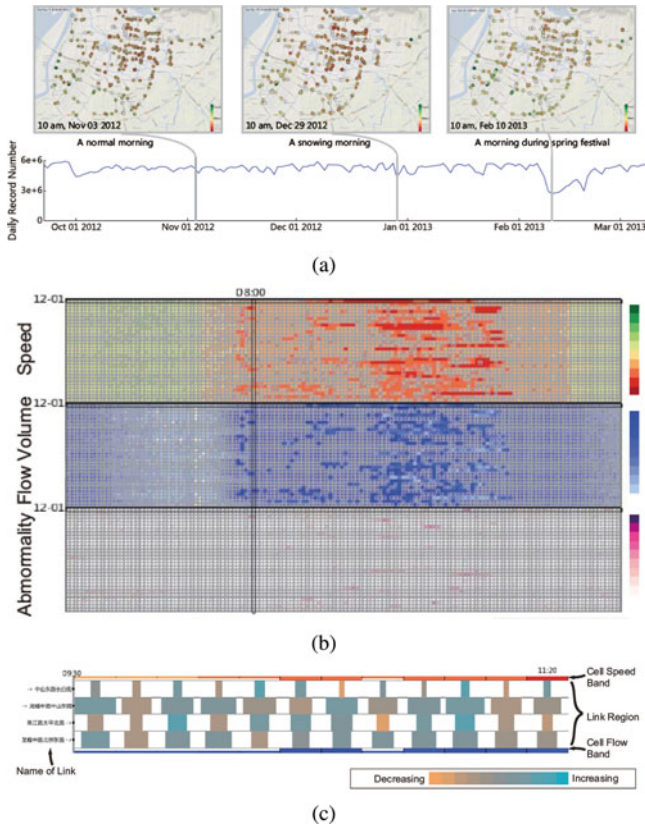 10 am, Nov 03 2012
10 am, Dec 29 2012
10 am, Feb 10 2013
A normal morning
A snowing morning
A morning during spring festival
Daily Record Number
6e+6
3e+6
0
Oct 01 2012
Nov 01 2012
Dec 01 2012
Jan 01 2013
Feb 01 2013
Mar 01 2013
(a)
08:00
12-01
Speed
12-01
Flow Volume
12-01
Abmormality
(b)
09:30
11:20
Cell Speed
Band
Link Region
Cell Flow
Band
Name of Link
Decreasing
Increasing
(c)